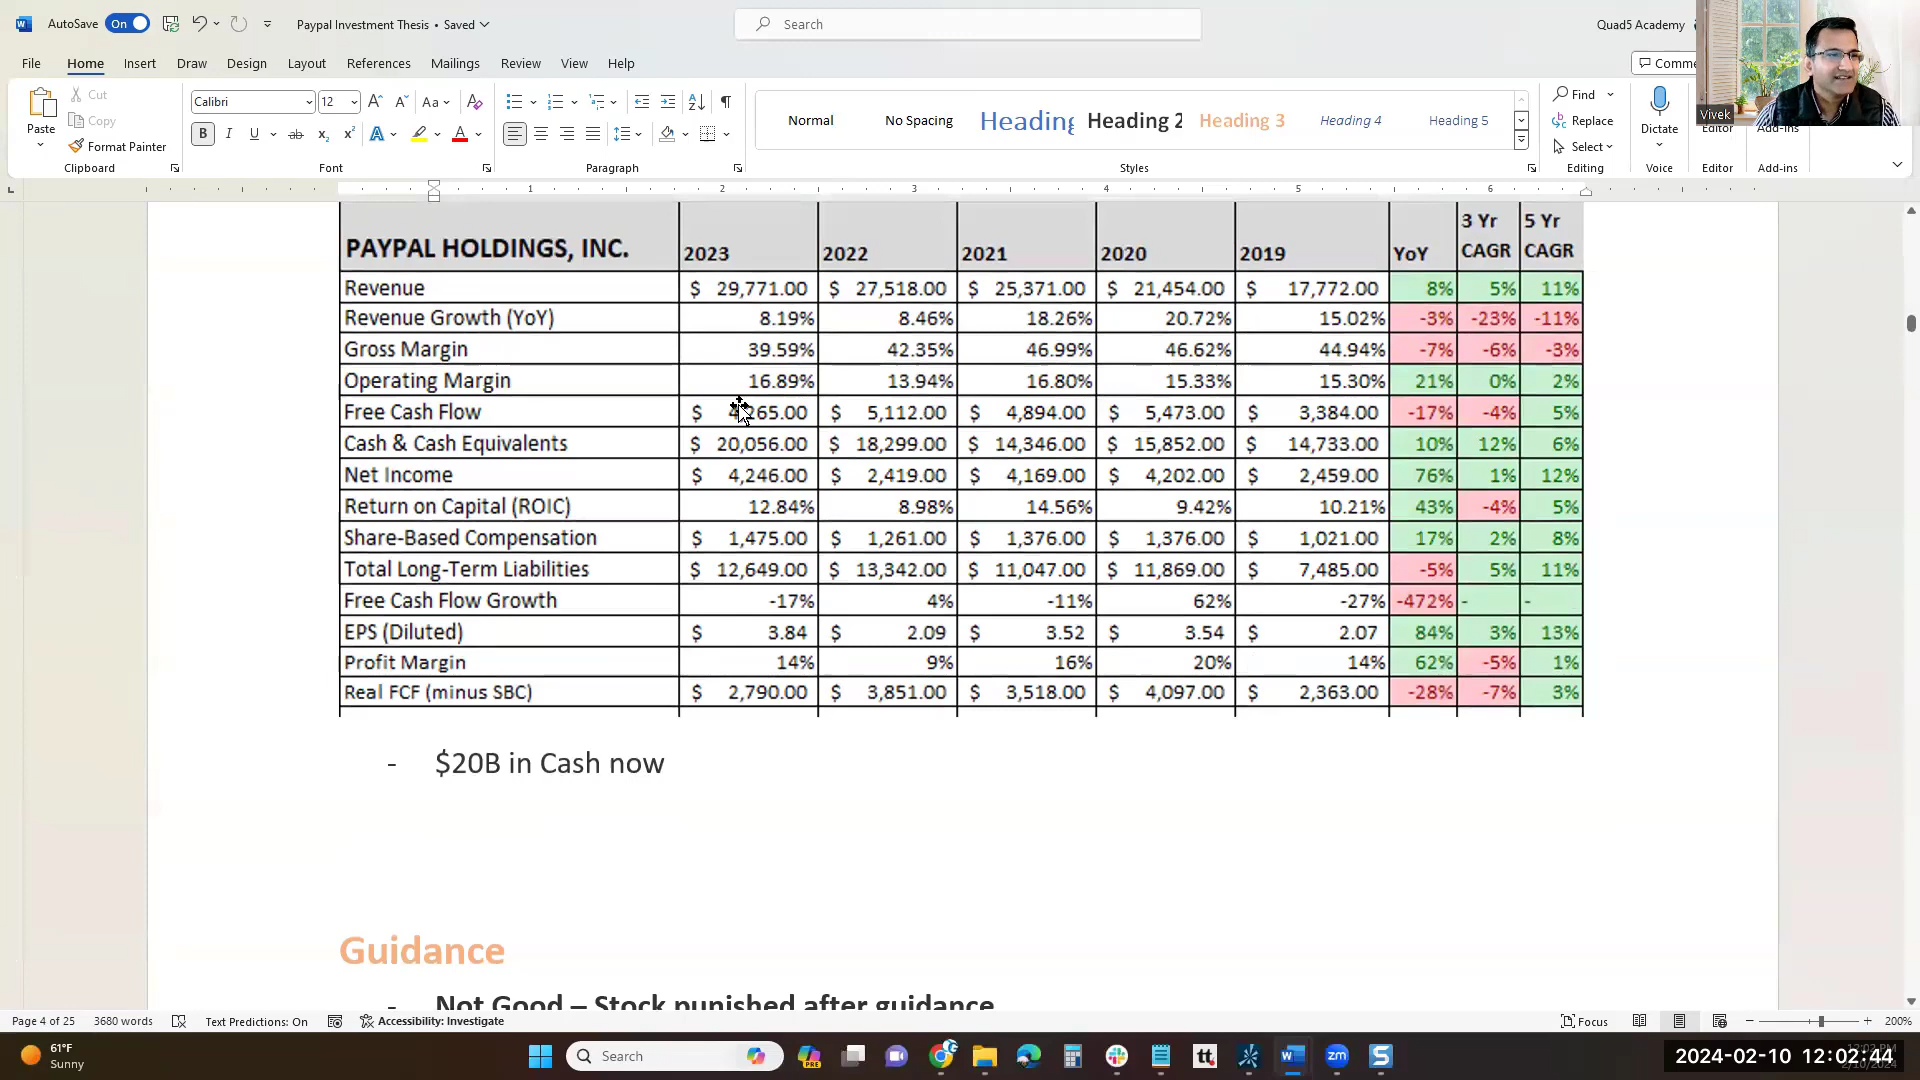 AutoSave On Paypal Investment Thesis • Saved Search Quad5 Academy
File Home Insert Draw Design Layout References Mailings Review View Help
Paste Cut Copy Format Painter Clipboard
Calibri 12 Font
Paragraph
Normal No Spacing Heading Heading 2 Heading 3 Heading 4 Heading 5 Styles
Find Replace Select Editing
Dictate Voice Editor Editor Add-ins Add-ins
Vivek
1 2 3 4 5 6
PAYPAL HOLDINGS, INC. 2023 2022 2021 2020 2019 YoY 3 Yr CAGR 5 Yr CAGR
Revenue $ 29,771.00 $ 27,518.00 $ 25,371.00 $ 21,454.00 $ 17,772.00 8% 5% 11%
Revenue Growth (YoY) 8.19% 8.46% 18.26% 20.72% 15.02% -3% -23% -11%
Gross Margin 39.59% 42.35% 46.99% 46.62% 44.94% -7% -6% -3%
Operating Margin 16.89% 13.94% 16.80% 15.33% 15.30% 21% 0% 2%
Free Cash Flow $ $ 5,112.00 $ 4,894.00 $ 5,473.00 $ 3,384.00 -17% -4% 5%
Cash & Cash Equivalents $ 20,056.00 $ 18,299.00 $ 14,346.00 $ 15,852.00 $ 14,733.00 10% 12% 6%
Net Income $ 4,246.00 $ 2,419.00 $ 4,169.00 $ 4,202.00 $ 2,459.00 76% 1% 12%
Return on Capital (ROIC) 12.84% 8.98% 14.56% 9.42% 10.21% 43% -4% 5%
Share-Based Compensation $ 1,475.00 $ 1,261.00 $ 1,376.00 $ 1,376.00 $ 1,021.00 17% 2% 8%
Total Long-Term Liabilities $ 12,649.00 $ 13,342.00 $ 11,047.00 $ 11,869.00 $ 7,485.00 -5% 5% 11%
Free Cash Flow Growth -17% 4% -11% 62% -27% -472% - -
EPS (Diluted) $ 3.84 $ 2.09 $ 3.52 $ 3.54 $ 2.07 84% 3% 13%
Profit Margin 14% 9% 16% 20% 14% 62% -5% 1%
Real FCF (minus SBC) $ 2,790.00 $ 3,851.00 $ 3,518.00 $ 4,097.00 $ 2,363.00 -28% -7% 3%
- $20B in Cash now
Guidance
- Not Good – Stock punished after guidance
Page 4 of 25 3680 words Text Predictions: On Accessibility: Investigate Focus 200%
61°F
Sunny
Search
2024-02-10 12:02:44